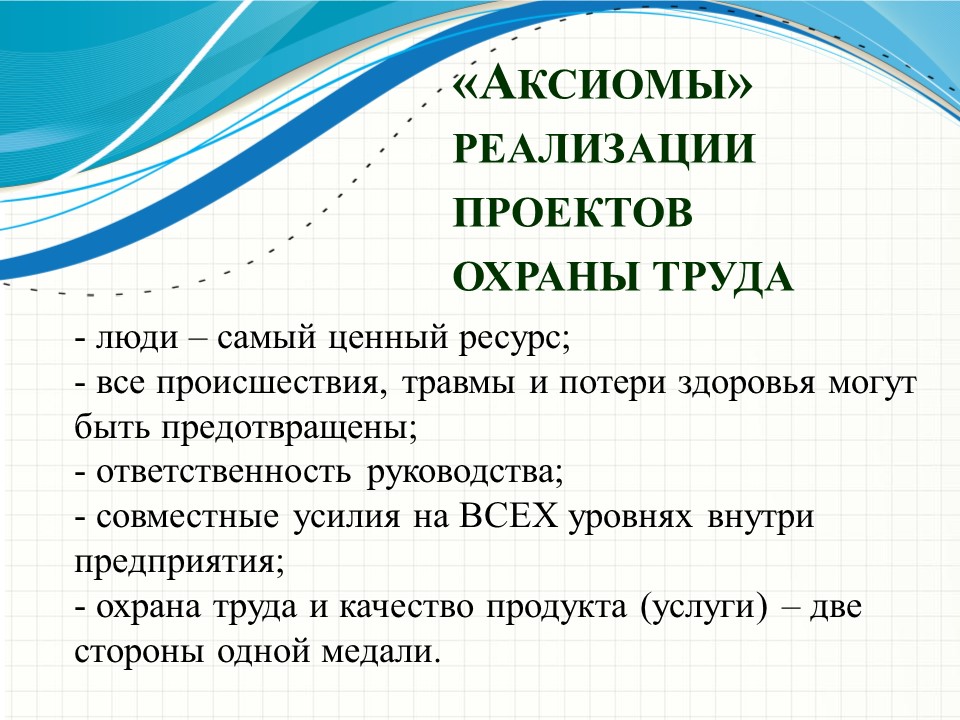 «АКСИОМЫ»
РЕАЛИЗАЦИИ
ПРОЕКТОВ
ОХРАНЫ ТРУДА
- люди – самый ценный ресурс;
- все происшествия, травмы и потери здоровья могут
быть предотвращены;
- ответственность руководства;
- совместные усилия на ВСЕХ уровнях внутри
предприятия;
- охрана труда и качество продукта (услуги) – две
стороны одной медали.